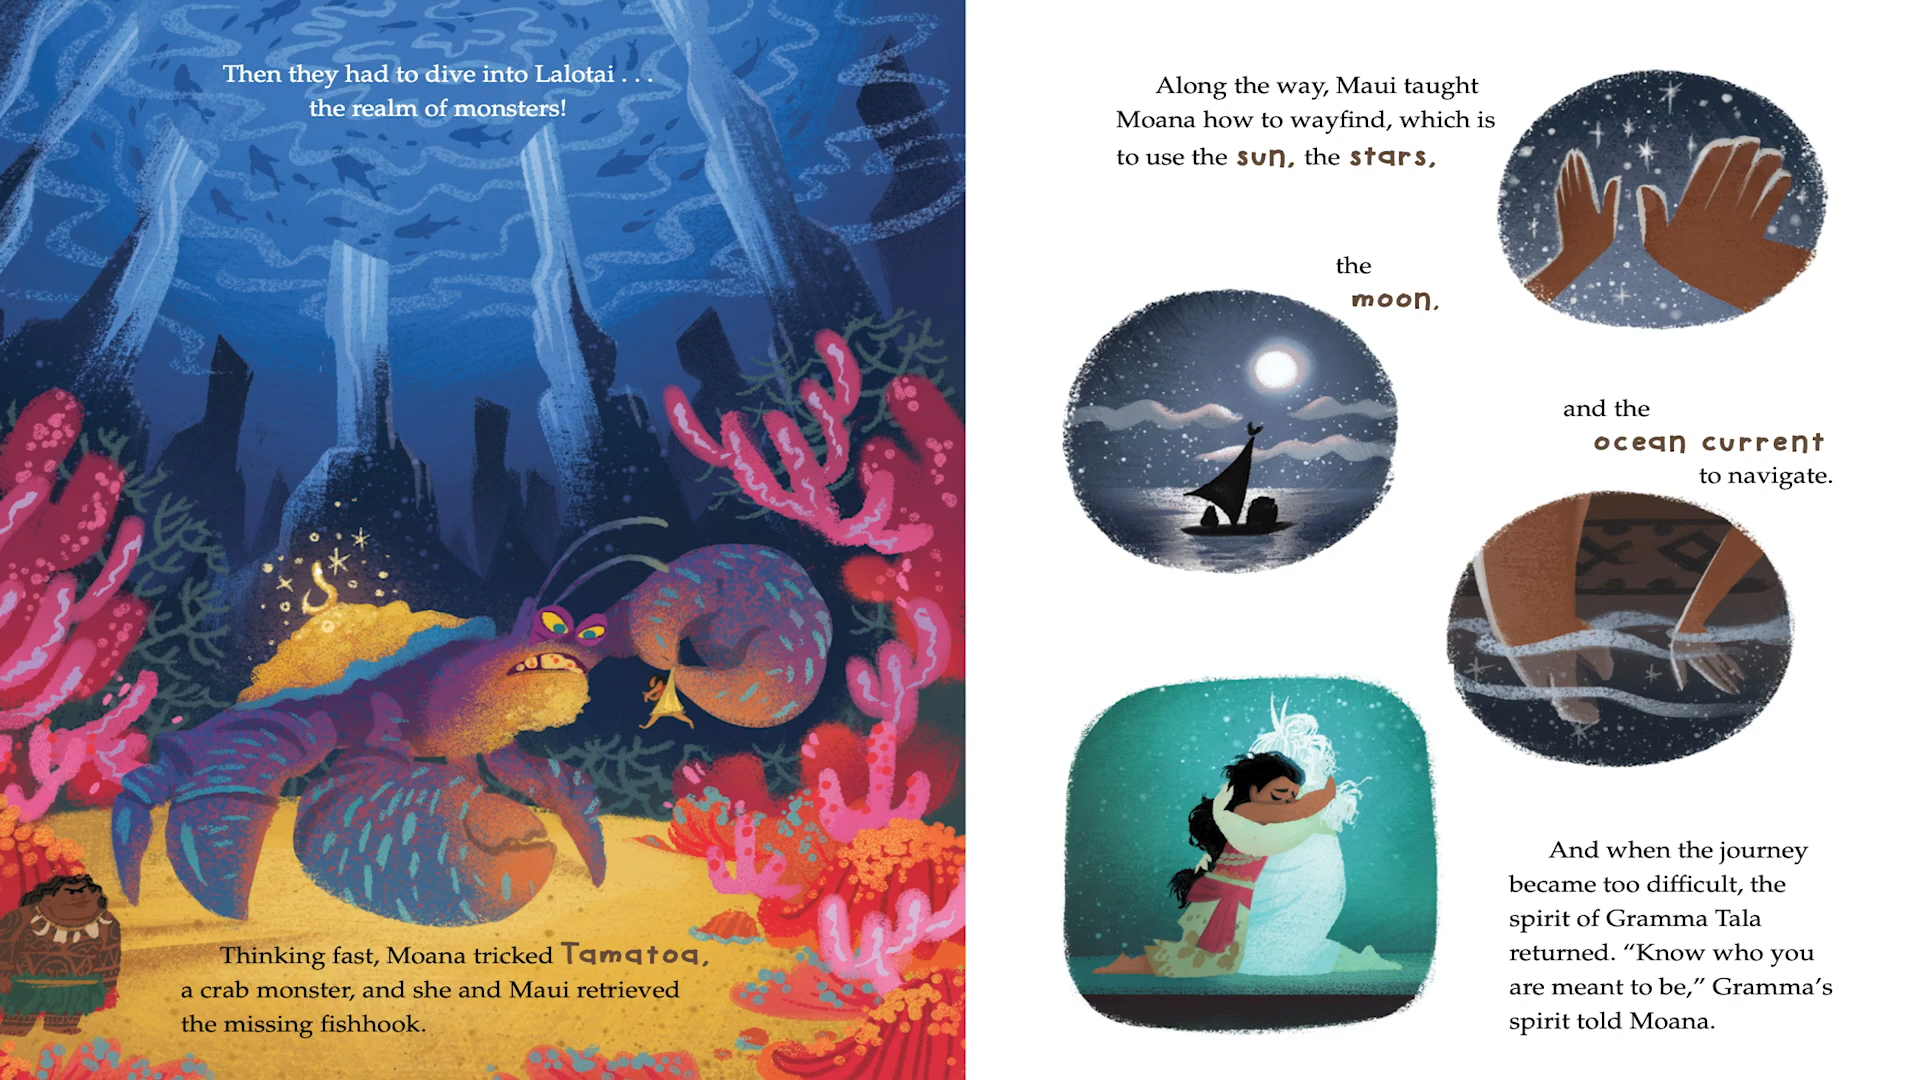 Then they had to dive into Lalotai . . .
the realm of monsters!
Thinking fast, Moana tricked Tamatoa,
a crab monster, and she and Maui retrieved
the missing fishhook.
Along the way, Maui taught
Moana how to wayfind, which is
to use the sun, the stars,
the
moon,
and the
ocean current
to navigate.
And when the journey
became too difficult, the
spirit of Gramma Tala
returned. “Know who you
are meant to be,” Gramma’s
spirit told Moana.